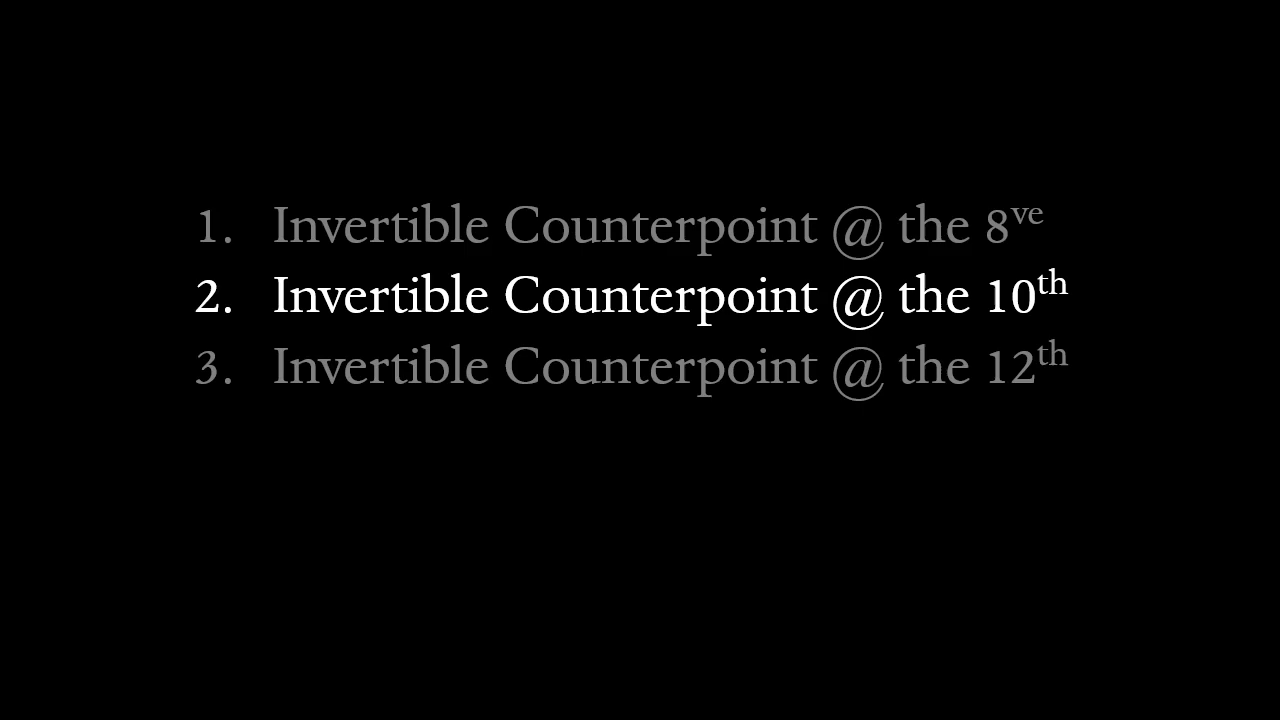 1. Invertible Counterpoint @ the 8ve
2. Invertible Counterpoint @ the 10th
3. Invertible Counterpoint @ the 12th